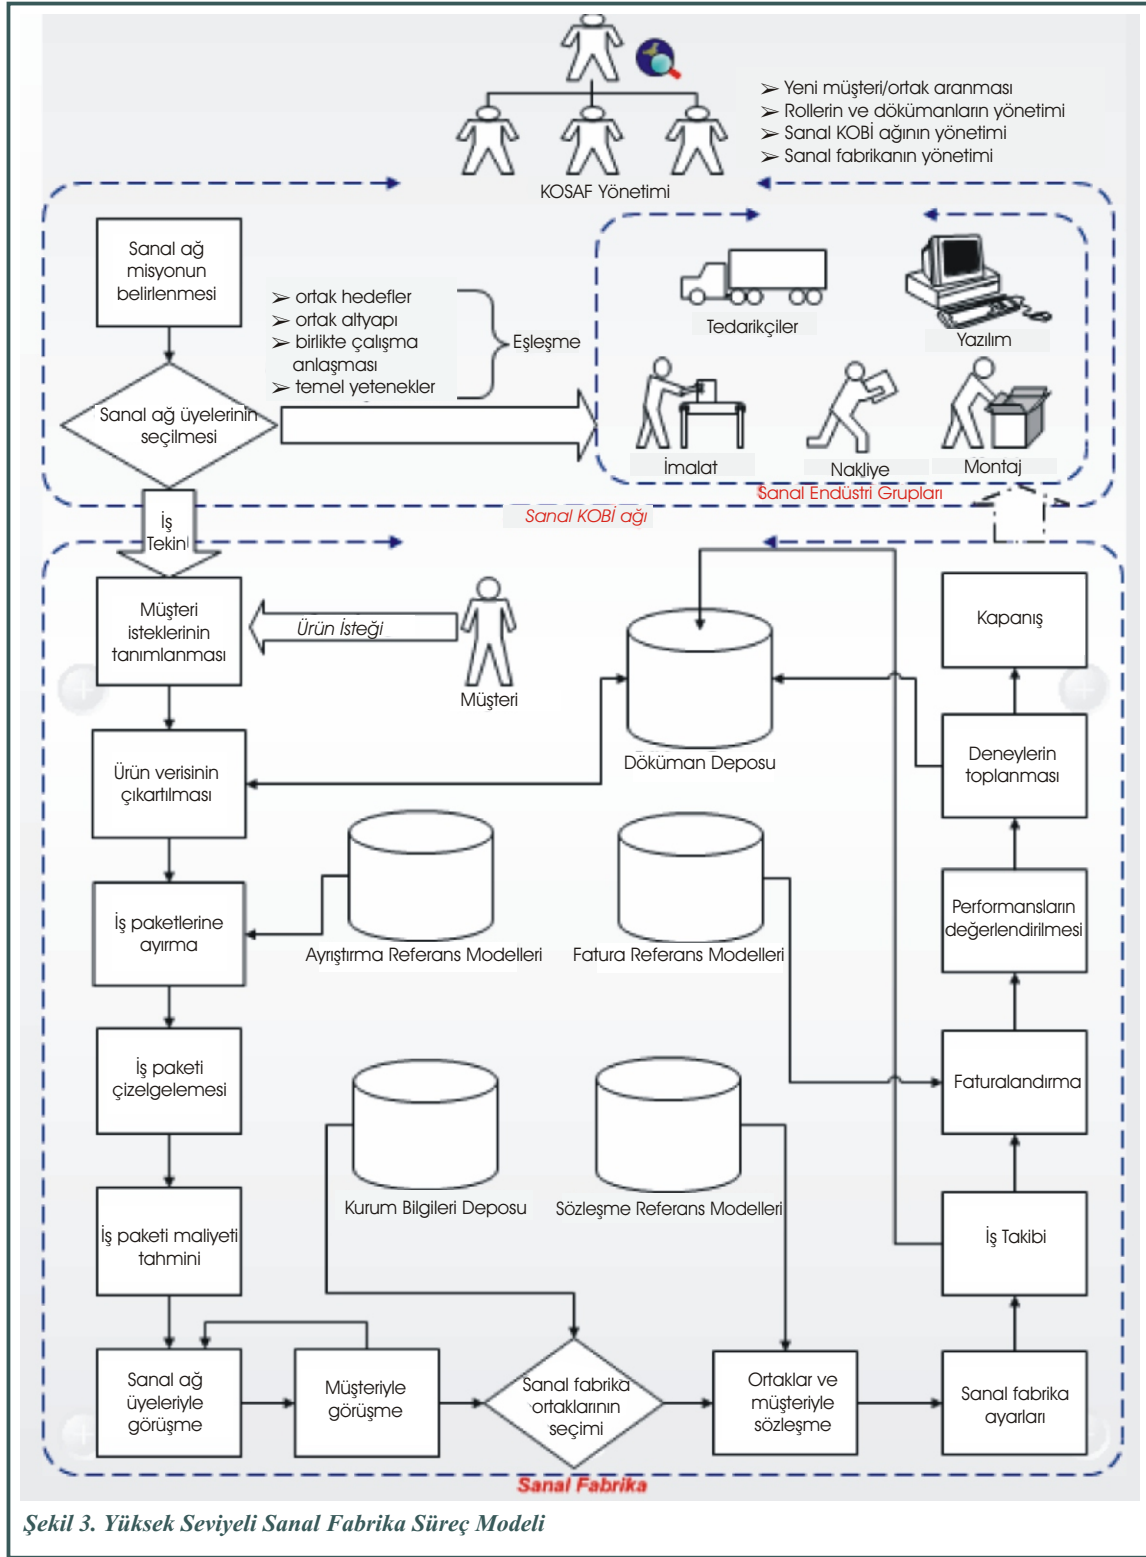 ➢ Yeni müşteri/ortak aranması
➢ Rollerin ve dökümanların yönetimi
➢ Sanal KOBİ ağının yönetimi
➢ Sanal fabrikanın yönetimi
KOSAF Yönetimi
Sanal ağ
misyonun
belirlenmesi
➢ ortak hedefler
➢ ortak altyapı
➢ birlikte çalışma
anlaşması
➢ temel yetenekler
Eşleşme
Sanal ağ üyelerinin
seçilmesi
Tedarikçiler
Yazılım
İmalat
Nakliye
Montaj
Sanal Endüstri Grupları
Sanal KOBİ ağı
İş
Tekini
Müşteri
isteklerinin
tanımlanması
Ürün İsteği
Müşteri
Kapanış
Ürün verisinin
çıkartılması
Döküman Deposu
Deneylerin
toplanması
İş paketlerine
ayırma
Ayrıştırma Referans Modelleri
Fatura Referans Modelleri
Performansların
değerlendirilmesi
İş paketi
çizelgelemesi
Faturalandırma
Kurum Bilgileri Deposu
Sözleşme Referans Modelleri
İş paketi maliyeti
tahmini
İş Takibi
Sanal ağ
üyeleriyle
görüşme
Müşteriyle
görüşme
Sanal fabrika
ortaklarının
seçimi
Ortaklar ve
müşteriyle
sözleşme
Sanal fabrika
ayarları
Sanal Fabrika
Şekil 3. Yüksek Seviyeli Sanal Fabrika Süreç Modeli